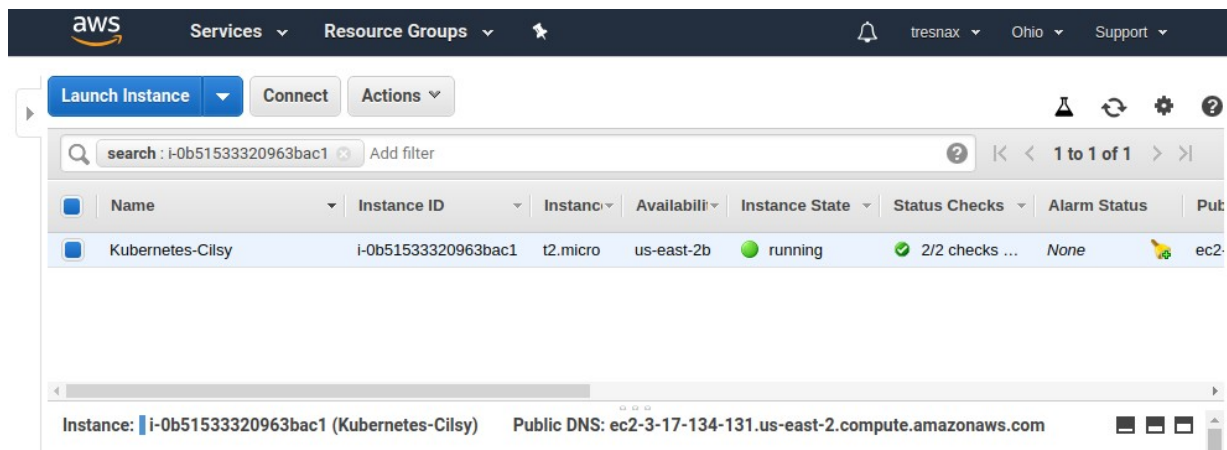 aws Services Resource Groups tresnax Ohio Support
Launch Instance Connect Actions
search : i-0b51533320963bac1 Add filter 1 to 1 of 1
Name Instance ID Instanc Availabili Instance State Status Checks Alarm Status Pub
Kubernetes-Cilsy i-0b51533320963bac1 t2.micro us-east-2b running 2/2 checks ... None ec2-
Instance: i-0b51533320963bac1 (Kubernetes-Cilsy) Public DNS: ec2-3-17-134-131.us-east-2.compute.amazonaws.com